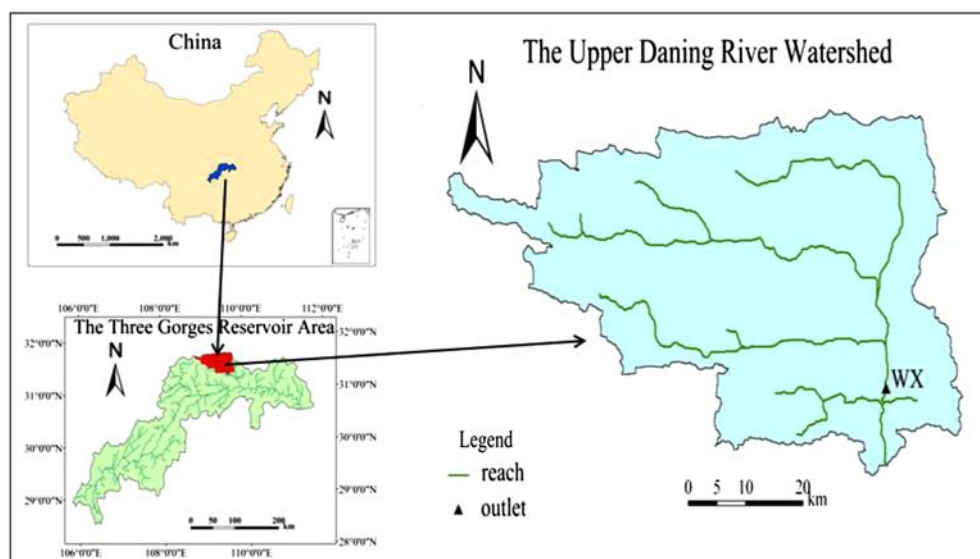 China
N
0 500 1,000 2,000
km
106°0'0"E 108°0'0"E 110°0'0"E 112°0'0"E
The Three Gorges Reservoir Area
N
32°0'0"N
31°0'0"N
30°0'0"N
29°0'0"N
32°0'0"N
31°0'0"N
30°0'0"N
29°0'0"N
28°0'0"N
0 50 100 200
km
106°0'0"E 108°0'0"E 110°0'0"E
The Upper Daning River Watershed
N
WX
Legend
reach
outlet
0 5 10 20
km